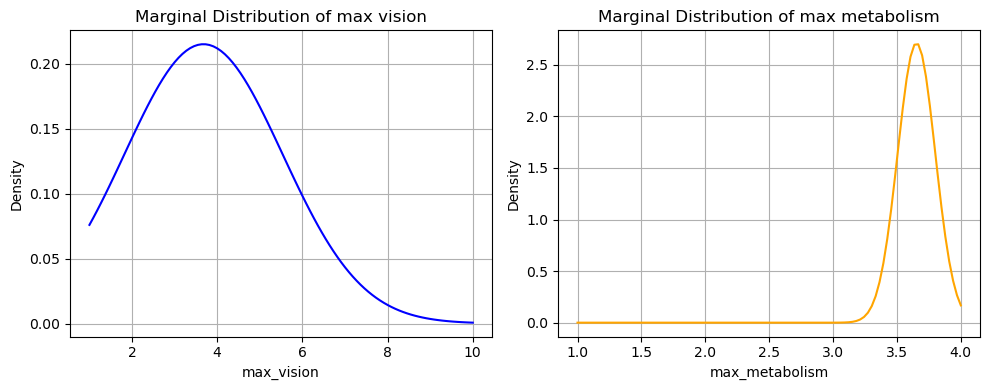 Marginal Distribution of max vision
Density
0.20
0.15
0.10
0.05
0.00
2 4 6 8 10
max_vision
Marginal Distribution of max metabolism
Density
2.5
2.0
1.5
1.0
0.5
0.0
1.0 1.5 2.0 2.5 3.0 3.5 4.0
max_metabolism